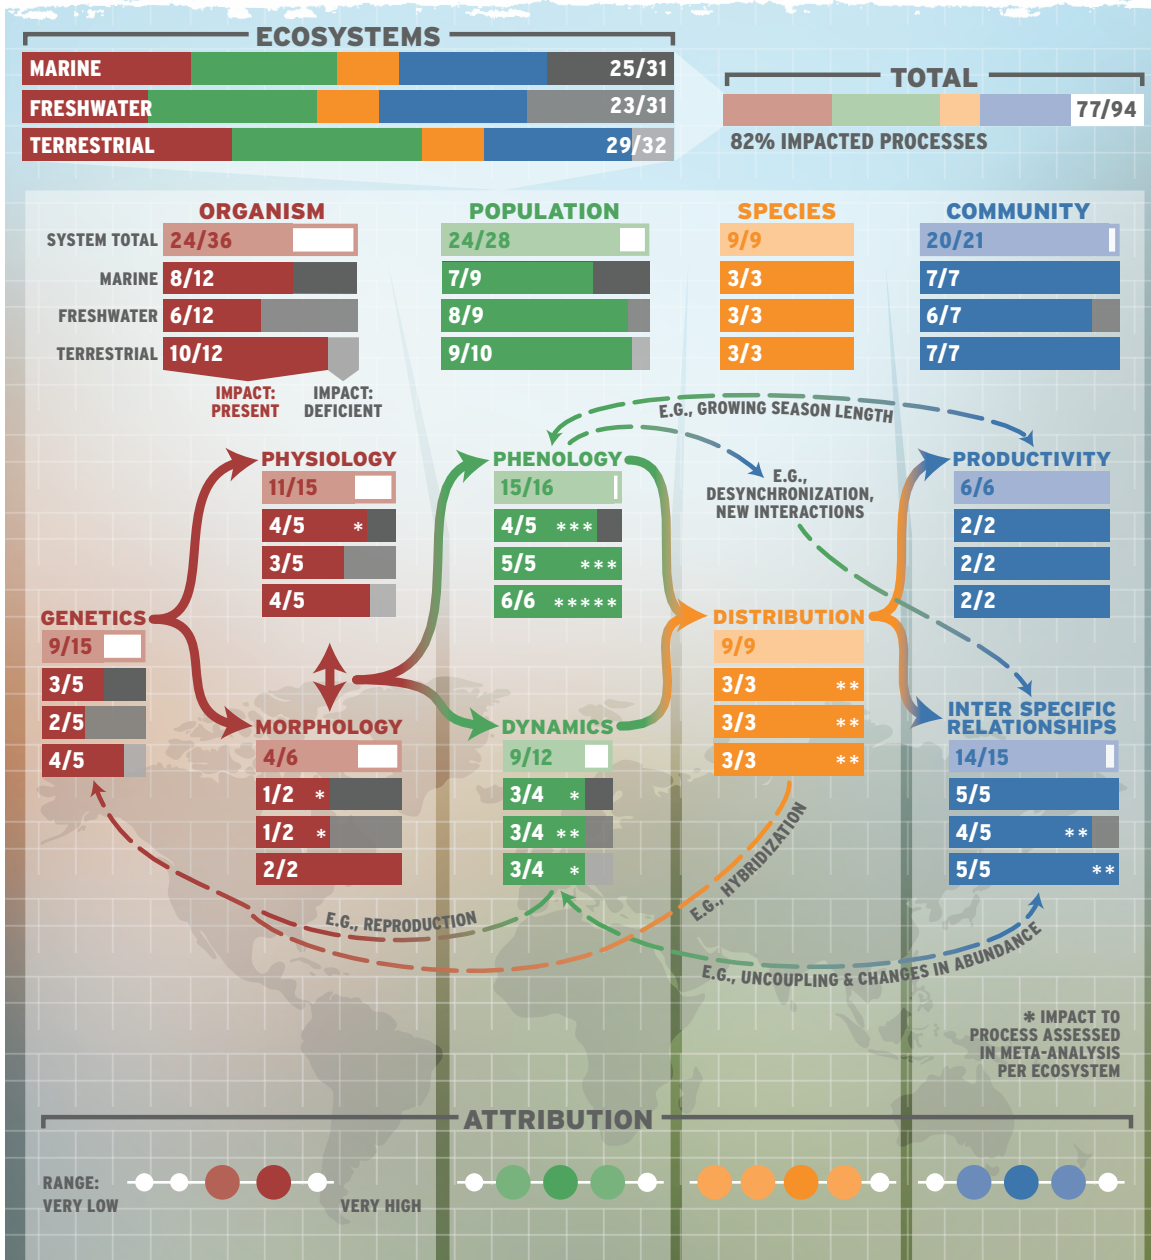 ECOSYSTEMS
MARINE 25/31
FRESHWATER 23/31
TERRESTRIAL 29/32
TOTAL
77/94
82% IMPACTED PROCESSES
ORGANISM POPULATION SPECIES COMMUNITY
SYSTEM TOTAL 24/36 24/28 9/9 20/21
MARINE 8/12 7/9 3/3 7/7
FRESHWATER 6/12 8/9 3/3 6/7
TERRESTRIAL 10/12 9/10 3/3 7/7
IMPACT:
PRESENT
IMPACT:
DEFICIENT
E.G., GROWING SEASON LENGTH
PHYSIOLOGY
11/15
4/5 *
3/5
4/5
PHENOLOGY
15/16
4/5 ***
5/5 ***
6/6 *****
E.G.,
DESYNCHRONIZATION,
NEW INTERACTIONS
PRODUCTIVITY
6/6
2/2
2/2
2/2
GENETICS
9/15
3/5
2/5
4/5
DISTRIBUTION
9/9
3/3 **
3/3 **
3/3 **
MORPHOLOGY
4/6
1/2 *
1/2 *
2/2
DYNAMICS
9/12
3/4 *
3/4 **
3/4 *
INTER SPECIFIC
RELATIONSHIPS
14/15
5/5
4/5 **
5/5 **
E.G., REPRODUCTION
E.G., HYBRIDIZATION
E.G., UNCOUPLING & CHANGES IN ABUNDANCE
* IMPACT TO
PROCESS ASSESSED
IN META-ANALYSIS
PER ECOSYSTEM
ATTRIBUTION
RANGE:
VERY LOW VERY HIGH